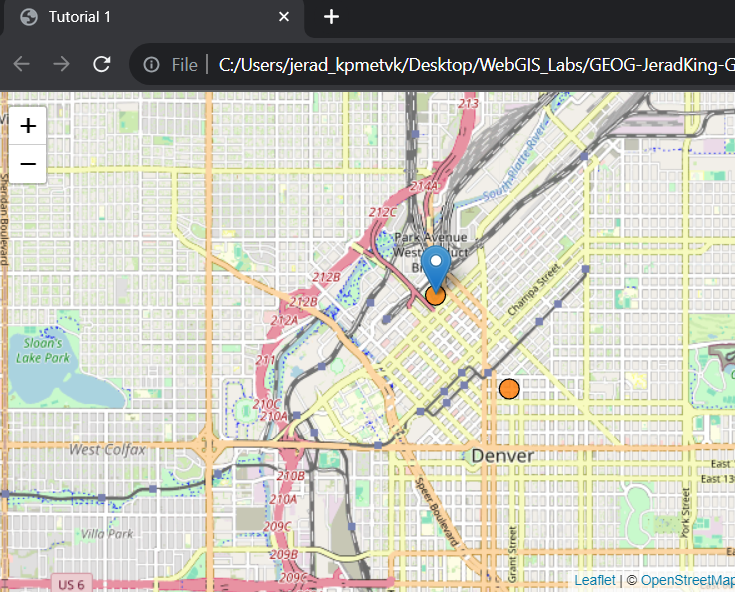 Tutorial 1
File
C:/Users/jerad_kpmetvk/Desktop/WebGIS_Labs/GEOG-JeradKing-G
+
−
213
South Platte River
214A
212C
Park Avenue
212B
Champa Street
212B
212A
Sloan's
Lake Park
211
210C
210A
West Colfax
Denver
East 1
East 13
210B
210A
Speer Boulevard
Grant Street
York Street
209C
Villa Park
209B
209C
US 6
Sheridan Boulevard
Leaflet | © OpenStreetMap